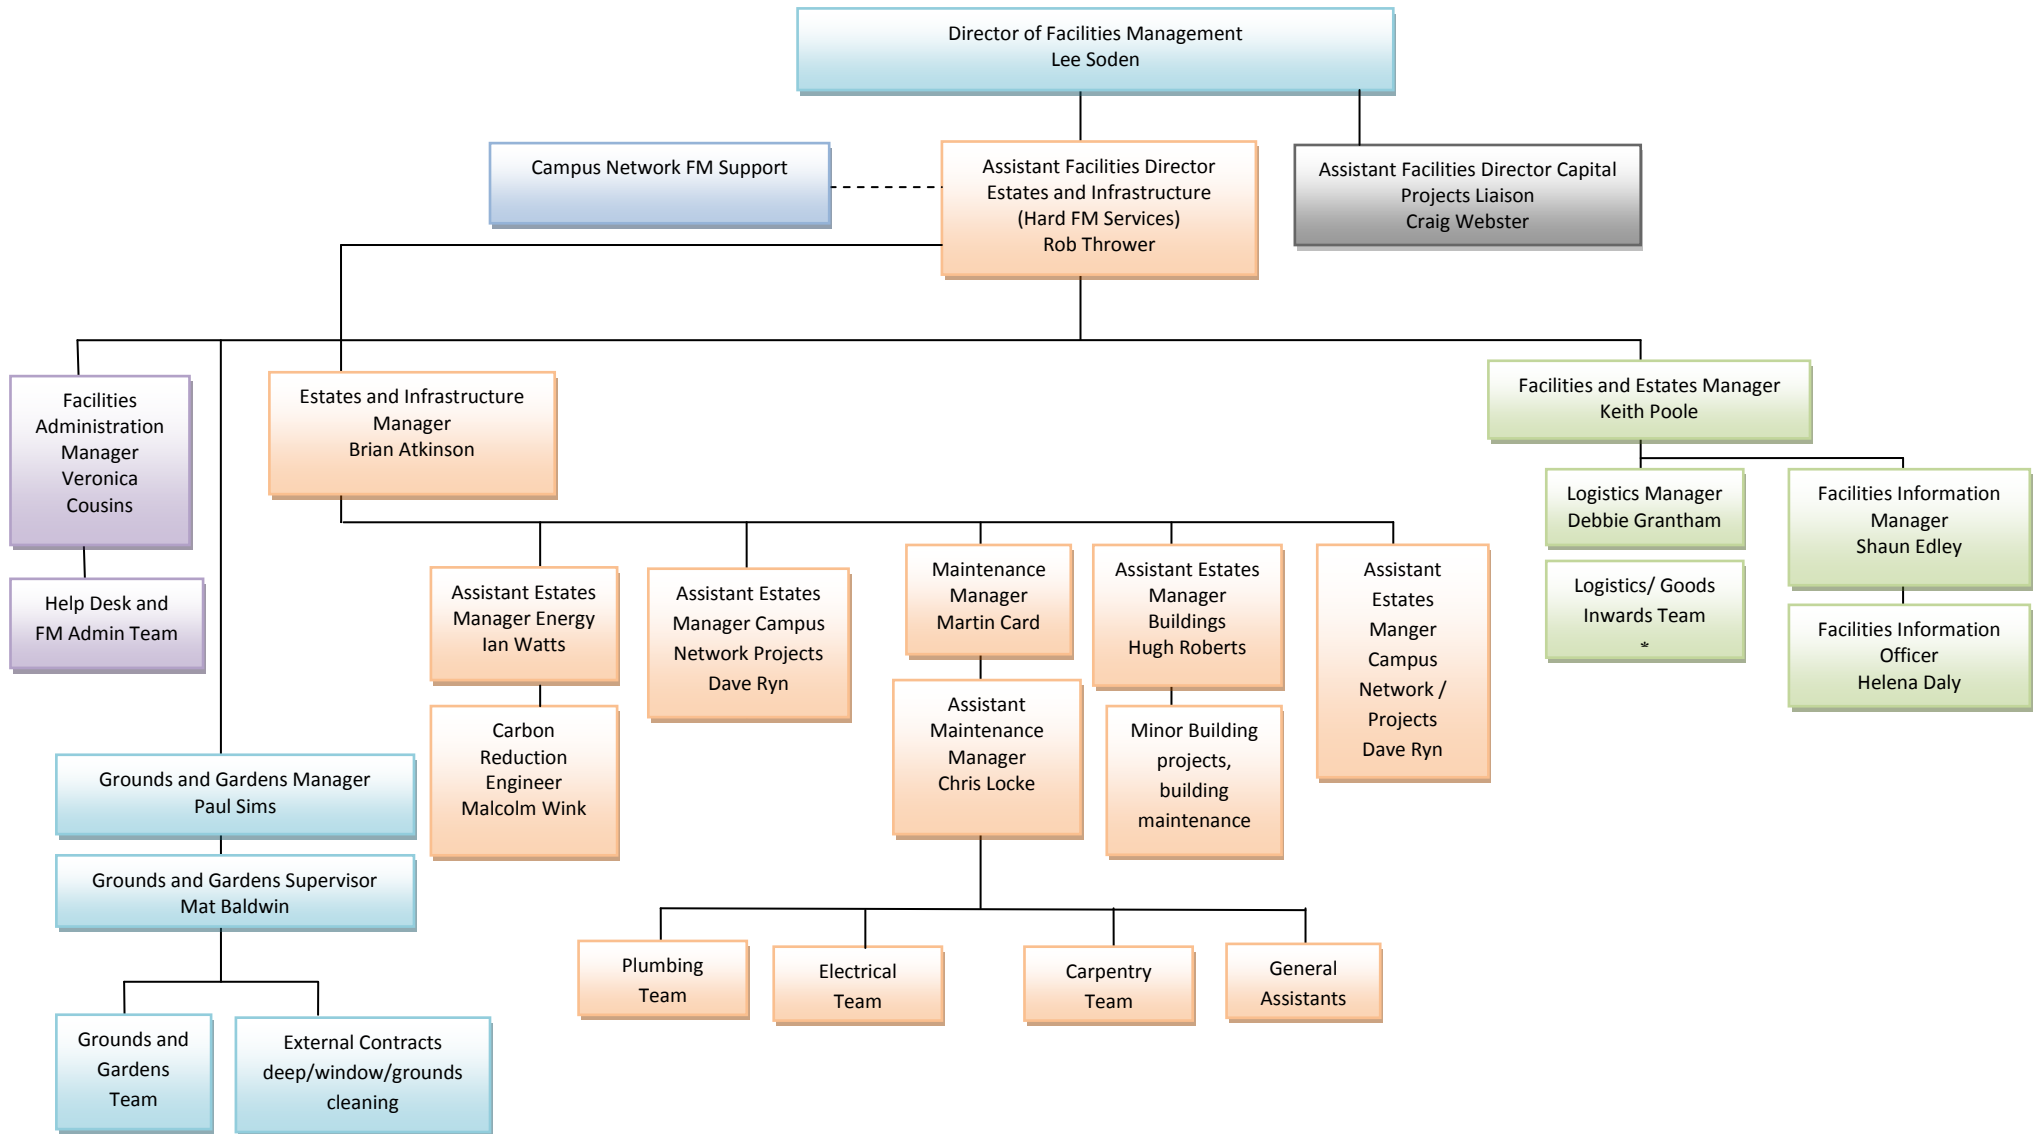 Director of Facilities Management
Lee Soden
Campus Network FM Support
Assistant Facilities Director
Estates and Infrastructure
(Hard FM Services)
Rob Thrower
Assistant Facilities Director Capital
Projects Liaison
Craig Webster
Facilities
Administration
Manager
Veronica
Cousins
Help Desk and
FM Admin Team
Estates and Infrastructure
Manager
Brian Atkinson
Facilities and Estates Manager
Keith Poole
Logistics Manager
Debbie Grantham
Logistics/ Goods
Inwards Team
*
Facilities Information
Manager
Shaun Edley
Facilities Information
Officer
Helena Daly
Assistant Estates
Manager Energy
Ian Watts
Carbon
Reduction
Engineer
Malcolm Wink
Assistant Estates
Manager Campus
Network Projects
Dave Ryn
Maintenance
Manager
Martin Card
Assistant
Maintenance
Manager
Chris Locke
Assistant Estates
Manager
Buildings
Hugh Roberts
Minor Building
projects,
building
maintenance
Assistant
Estates
Manger
Campus
Network /
Projects
Dave Ryn
Grounds and Gardens Manager
Paul Sims
Grounds and Gardens Supervisor
Mat Baldwin
Grounds and
Gardens
Team
External Contracts
deep/window/grounds
cleaning
Plumbing
Team
Electrical
Team
Carpentry
Team
General
Assistants